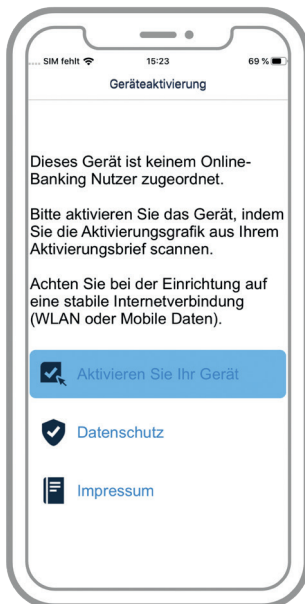 SIM fehlt 15:23 69 %
Geräteaktivierung
Dieses Gerät ist keinem Online-
Banking Nutzer zugeordnet.
Bitte aktivieren Sie das Gerät, indem
Sie die Aktivierungsgrafik aus Ihrem
Aktivierungsbrief scannen.
Achten Sie bei der Einrichtung auf
eine stabile Internetverbindung
(WLAN oder Mobile Daten).
Aktivieren Sie Ihr Gerät
Datenschutz
Impressum